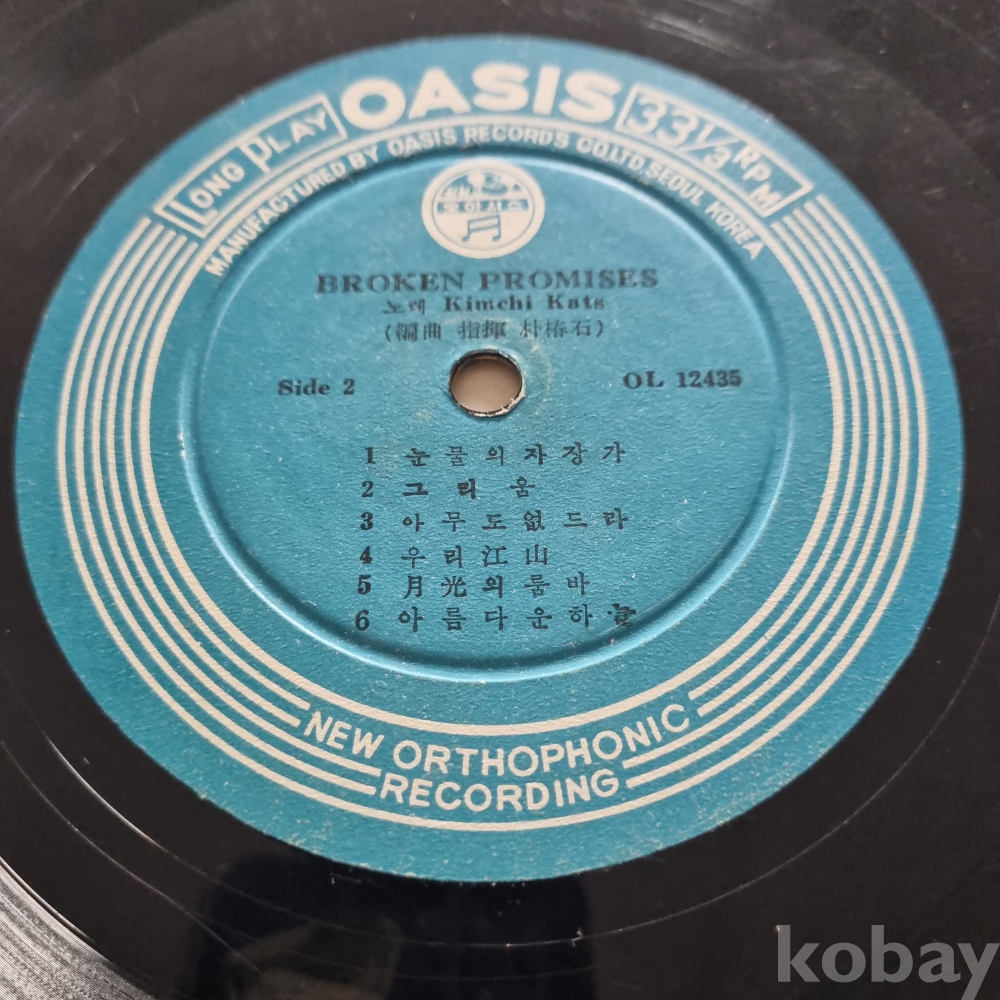 LONG PLAY OASIS 33 1/3 RPM
MANUFACTURED BY OASIS RECORDS CO.LTD, SEOUL KOREA
오아시스
BROKEN PROMISES
노래 Kimchi Kats
(編曲 指揮 朴椿石)
Side 2 OL 12435
1 눈물의자장가
2 그리움
3 아무도없드라
4 우리江山
5 月光의룸바
6 아름다운하늘
NEW ORTHOPHONIC
RECORDING
kobay